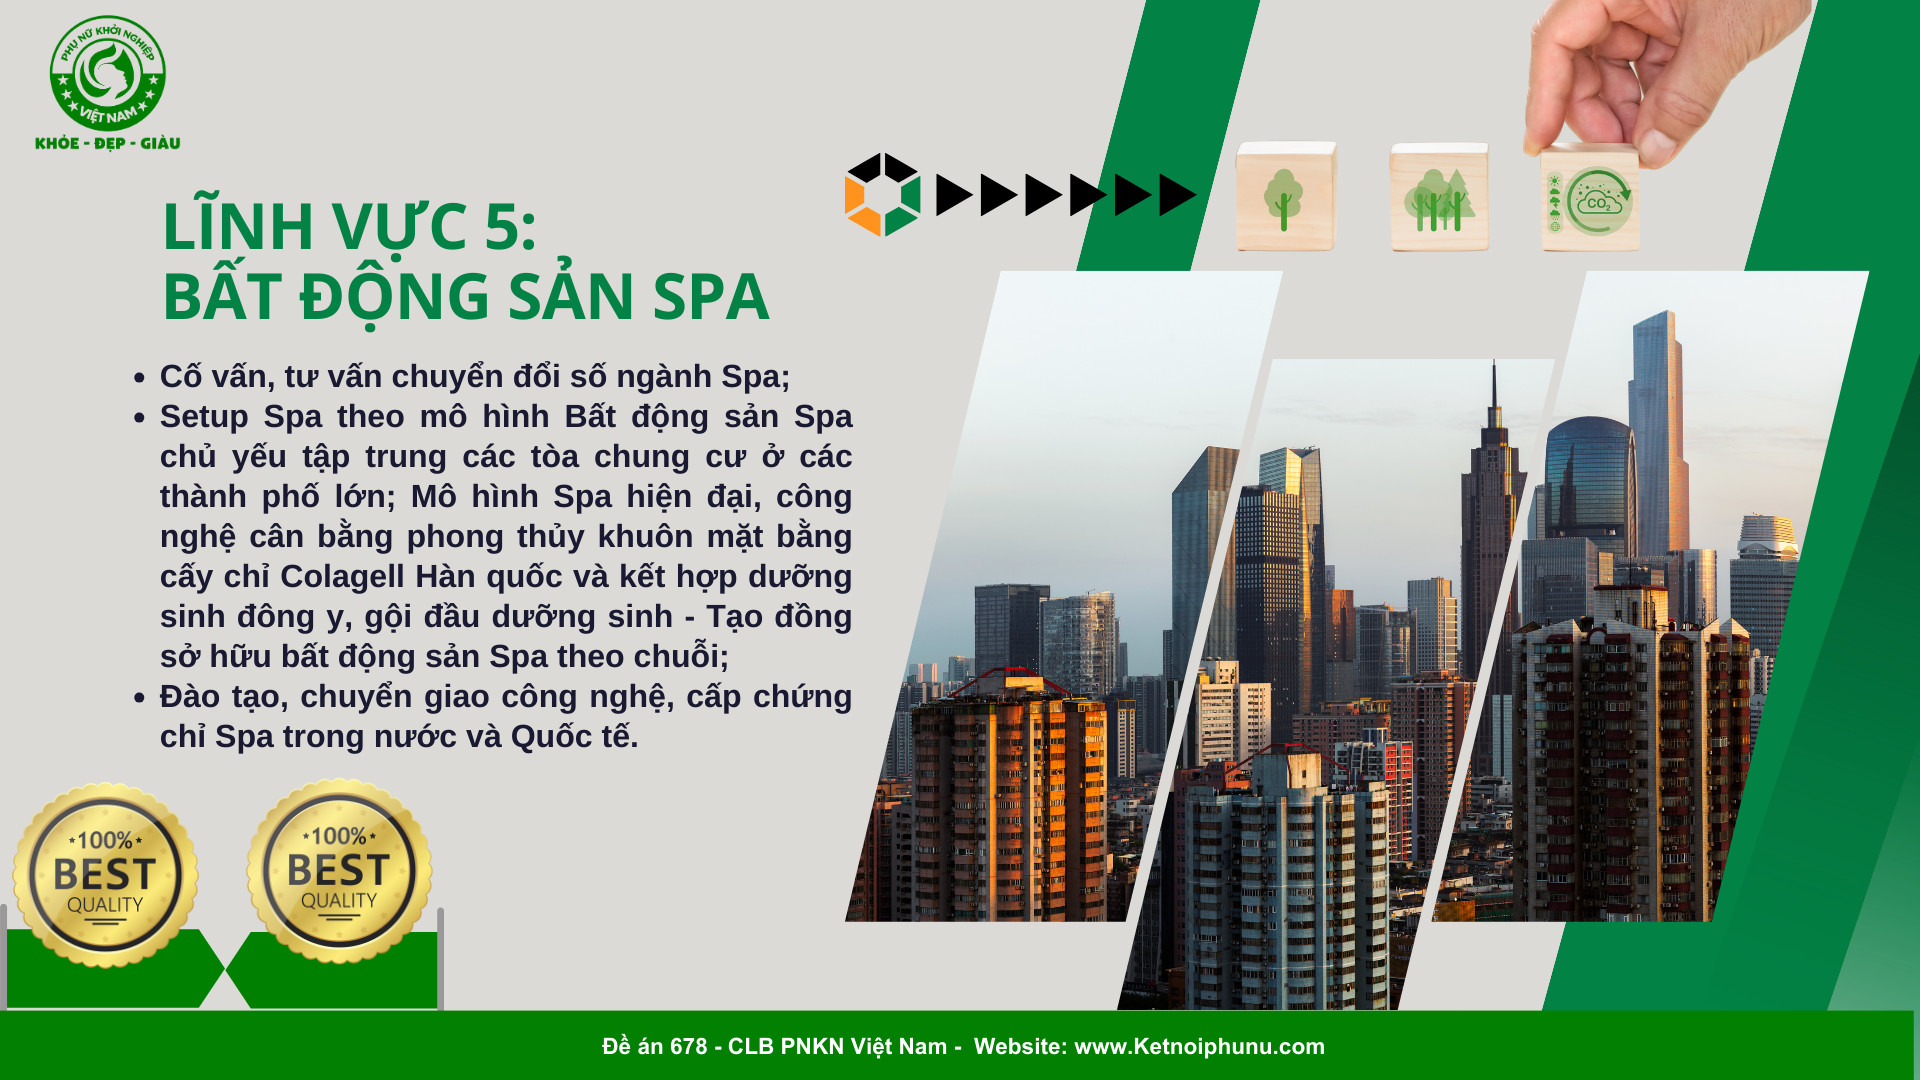 PHỤ NỮ KHỞI NGHIỆP
VIỆT NAM
KHỎE - ĐẸP - GIÀU
LĨNH VỰC 5:
BẤT ĐỘNG SẢN SPA
CO2
• Cố vấn, tư vấn chuyển đổi số ngành Spa;
• Setup Spa theo mô hình Bất động sản Spa
chủ yếu tập trung các tòa chung cư ở các
thành phố lớn; Mô hình Spa hiện đại, công
nghệ cân bằng phong thủy khuôn mặt bằng
cấy chỉ Colagell Hàn quốc và kết hợp dưỡng
sinh đông y, gội đầu dưỡng sinh - Tạo đồng
sở hữu bất động sản Spa theo chuỗi;
• Đào tạo, chuyển giao công nghệ, cấp chứng
chỉ Spa trong nước và Quốc tế.
100%
BEST
QUALITY
100%
BEST
QUALITY
Đề án 678 - CLB PNKN Việt Nam - Website: www.Ketnoiphunu.com